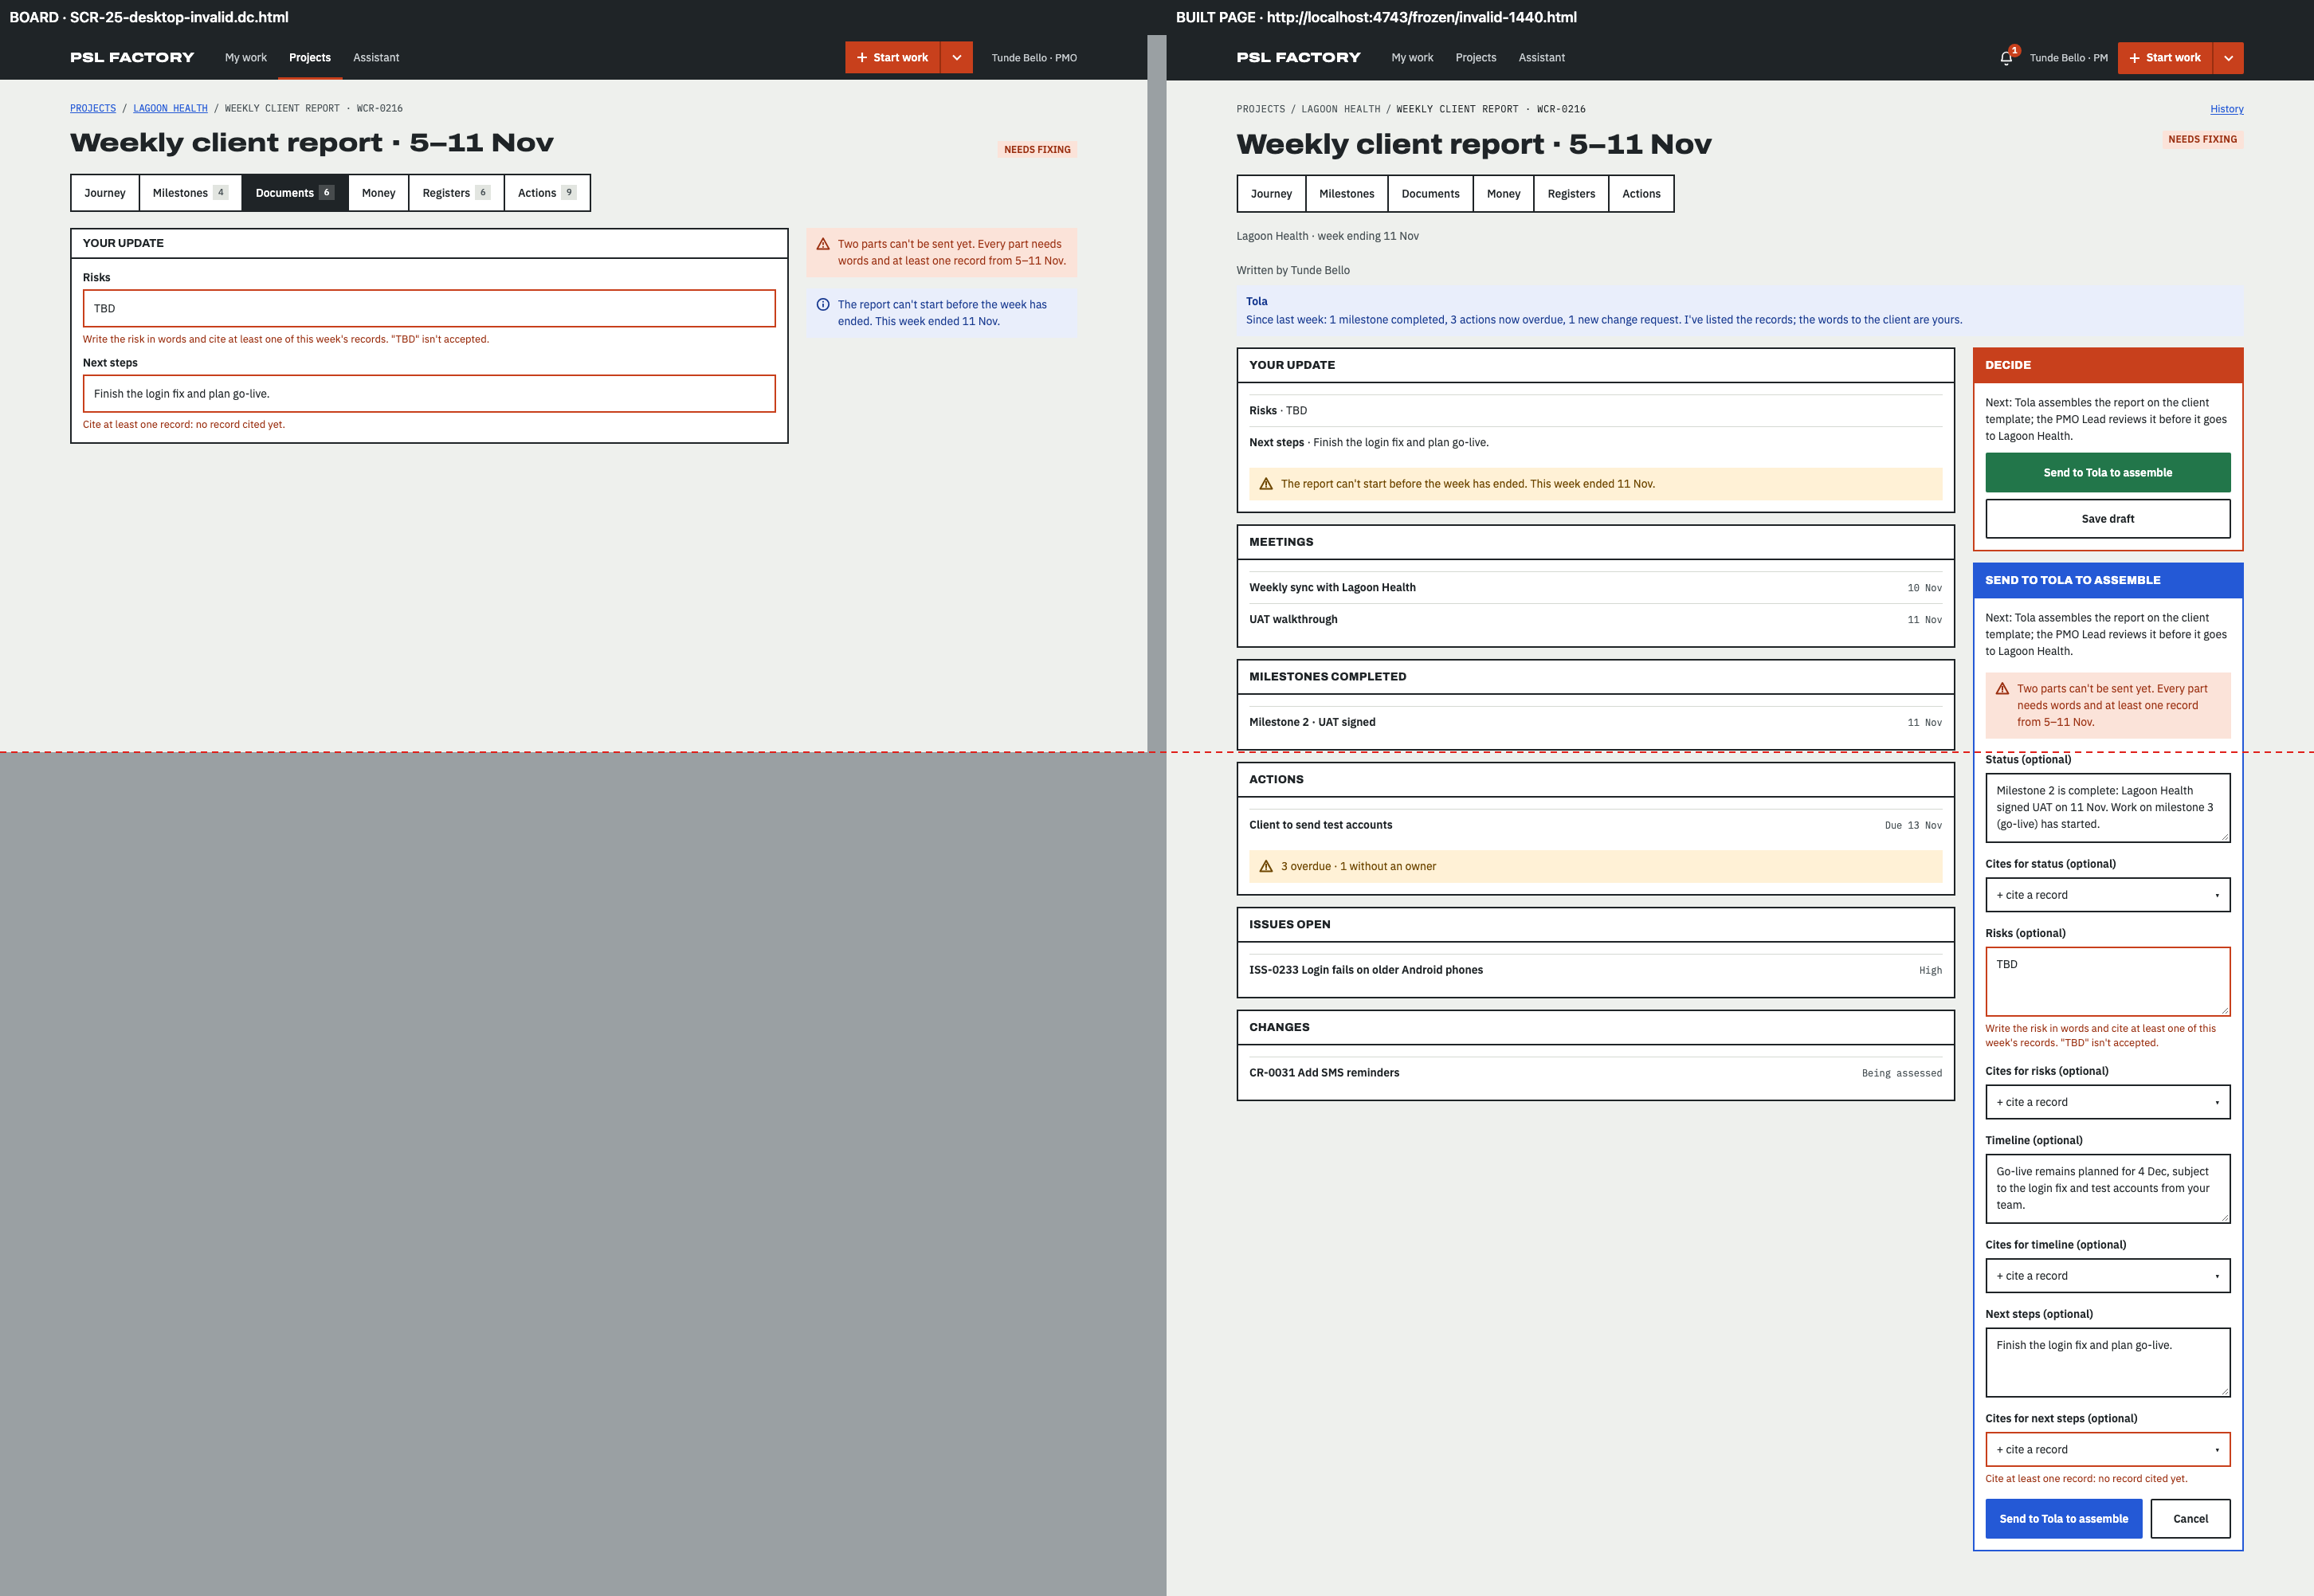 BOARD · SCR-25-desktop-invalid.dc.html
PSL FACTORY
My work
Projects
Assistant
+ Start work
Tunde Bello · PMO
PROJECTS / LAGOON HEALTH / WEEKLY CLIENT REPORT · WCR-0216
Weekly client report · 5–11 Nov
NEEDS FIXING
Journey
Milestones 4
Documents 6
Money
Registers 6
Actions 9
YOUR UPDATE
Risks
TBD
Write the risk in words and cite at least one of this week's records. "TBD" isn't accepted.
Next steps
Finish the login fix and plan go-live.
Cite at least one record: no record cited yet.
Two parts can't be sent yet. Every part needs
words and at least one record from 5–11 Nov.
The report can't start before the week has
ended. This week ended 11 Nov.
BUILT PAGE · http://localhost:4743/frozen/invalid-1440.html
PSL FACTORY
My work
Projects
Assistant
1
Tunde Bello · PM
+ Start work
PROJECTS / LAGOON HEALTH / WEEKLY CLIENT REPORT · WCR-0216
History
Weekly client report · 5–11 Nov
NEEDS FIXING
Journey
Milestones
Documents
Money
Registers
Actions
Lagoon Health · week ending 11 Nov
Written by Tunde Bello
Tola
Since last week: 1 milestone completed, 3 actions now overdue, 1 new change request. I've listed the records; the words to the client are yours.
YOUR UPDATE
Risks · TBD
Next steps · Finish the login fix and plan go-live.
The report can't start before the week has ended. This week ended 11 Nov.
MEETINGS
Weekly sync with Lagoon Health
10 Nov
UAT walkthrough
11 Nov
MILESTONES COMPLETED
Milestone 2 · UAT signed
11 Nov
ACTIONS
Client to send test accounts
Due 13 Nov
3 overdue · 1 without an owner
ISSUES OPEN
ISS-0233 Login fails on older Android phones
High
CHANGES
CR-0031 Add SMS reminders
Being assessed
DECIDE
Next: Tola assembles the report on the client
template; the PMO Lead reviews it before it goes
to Lagoon Health.
Send to Tola to assemble
Save draft
SEND TO TOLA TO ASSEMBLE
Next: Tola assembles the report on the client
template; the PMO Lead reviews it before it goes
to Lagoon Health.
Two parts can't be sent yet. Every part
needs words and at least one record
from 5–11 Nov.
Status (optional)
Milestone 2 is complete: Lagoon Health
signed UAT on 11 Nov. Work on milestone 3
(go-live) has started.
Cites for status (optional)
+ cite a record
Risks (optional)
TBD
Write the risk in words and cite at least one of this
week's records. "TBD" isn't accepted.
Cites for risks (optional)
+ cite a record
Timeline (optional)
Go-live remains planned for 4 Dec, subject
to the login fix and test accounts from your
team.
Cites for timeline (optional)
+ cite a record
Next steps (optional)
Finish the login fix and plan go-live.
Cites for next steps (optional)
+ cite a record
Cite at least one record: no record cited yet.
Send to Tola to assemble
Cancel